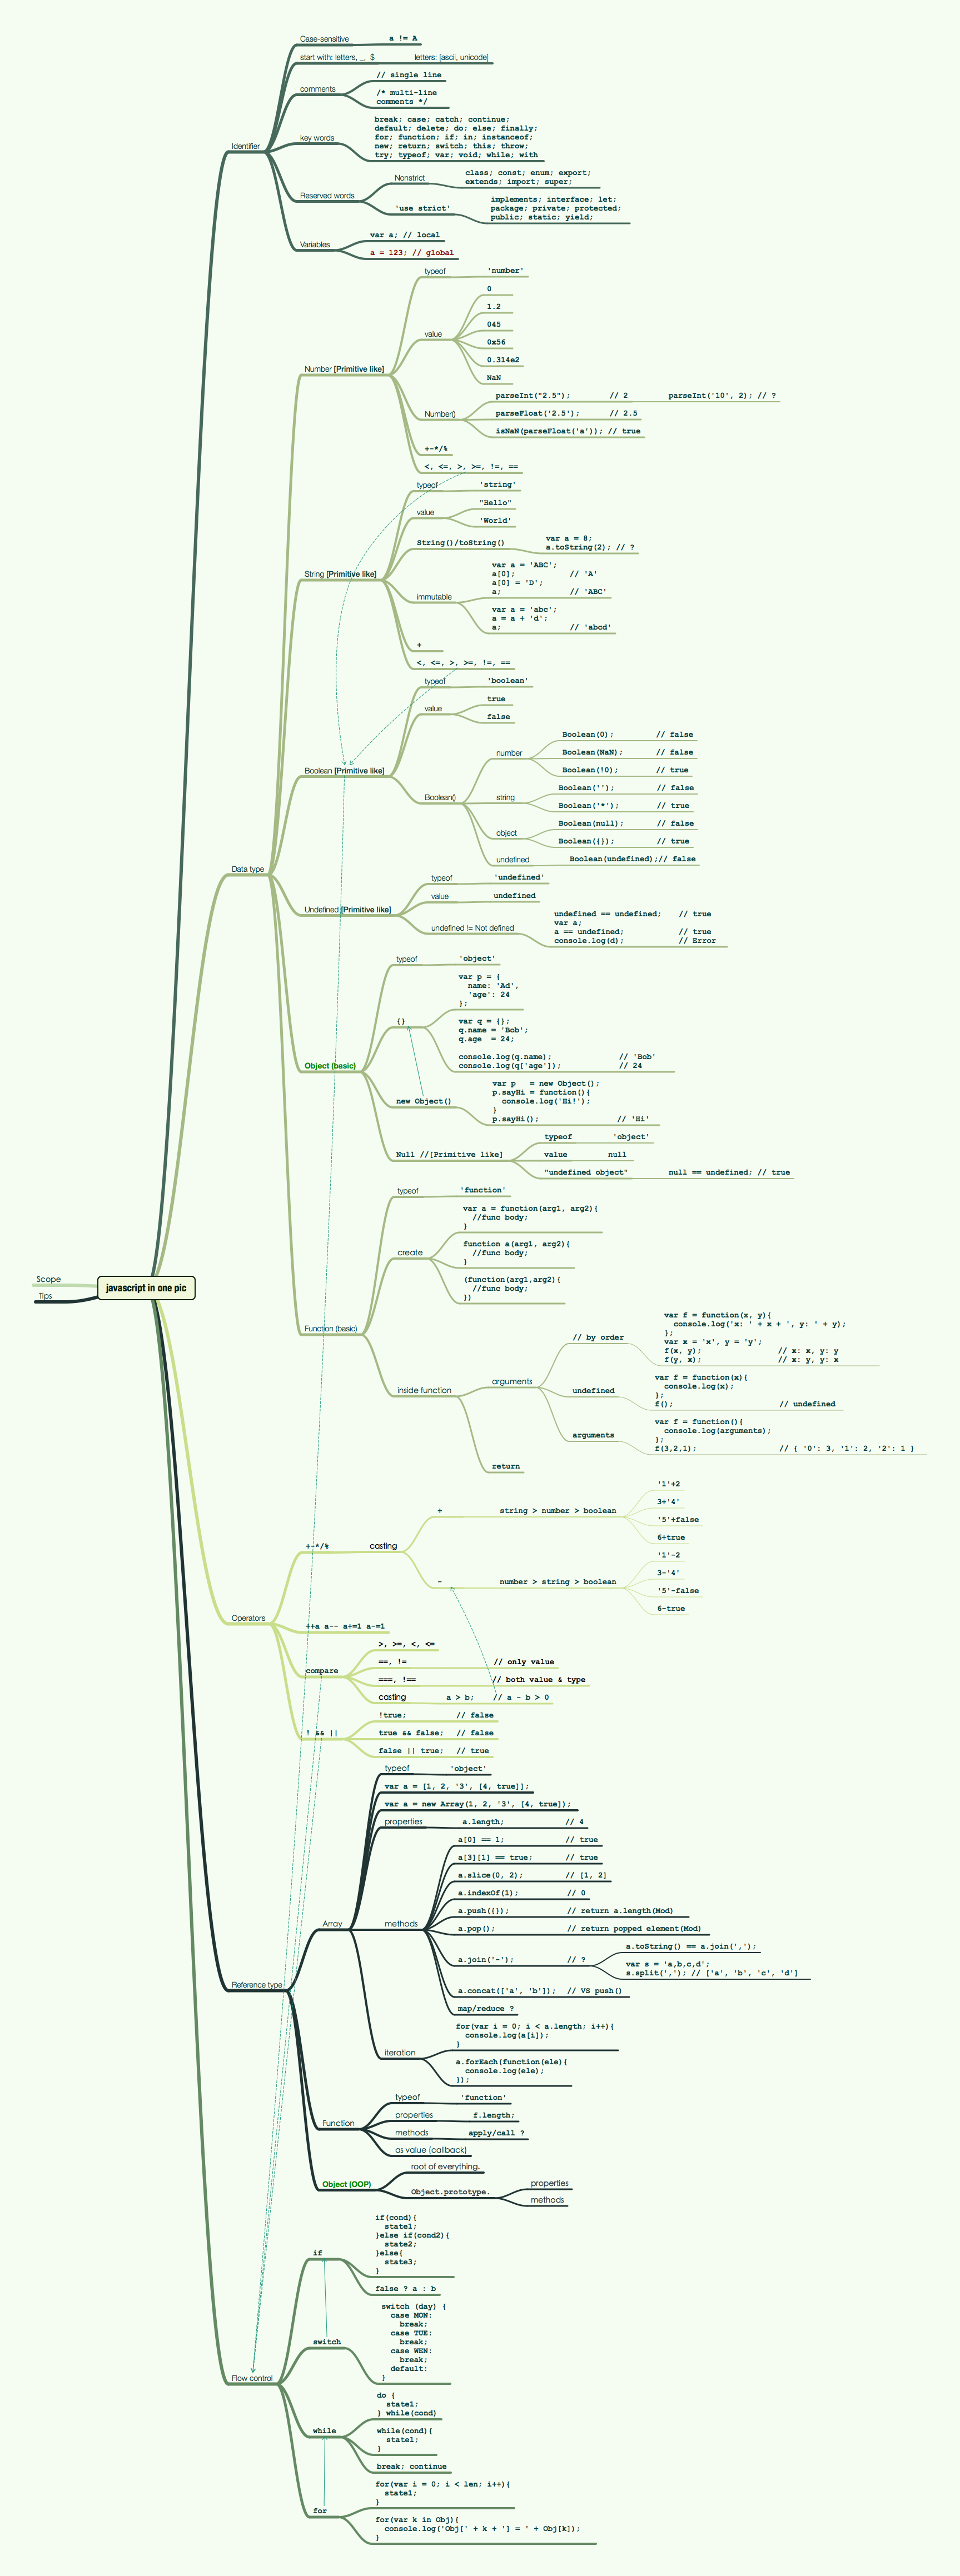 Case-sensitive
a != A
start with: letters, _, $
letters: [ascii, unicode]
comments
// single line
/* multi-line
comments */
key words
break; case; catch; continue;
default; delete; do; else; finally;
for; function; if; in; instanceof;
new; return; switch; this; throw;
try; typeof; var; void; while; with
Identifier
Reserved words
Nonstrict
class; const; enum; export;
extends; import; super;
'use strict'
implements; interface; let;
package; private; protected;
public; static; yield;
Variables
var a; // local
a = 123; // global
typeof
'number'
value
0
1.2
045
0x56
0.314e2
NaN
Number [Primitive like]
Number()
parseInt("2.5"); // 2
parseInt('10', 2); // ?
parseFloat('2.5'); // 2.5
isNaN(parseFloat('a')); // true
+-*/%
<, <=, >, >=, !=, ==
typeof
'string'
value
"Hello"
'World'
String()/toString()
var a = 8;
a.toString(2); // ?
String [Primitive like]
immutable
var a = 'ABC';
a[0]; // 'A'
a[0] = 'D';
a; // 'ABC'
var a = 'abc';
a = a + 'd';
a; // 'abcd'
+
<, <=, >, >=, !=, ==
typeof
'boolean'
value
true
false
Boolean [Primitive like]
Boolean()
number
Boolean(0); // false
Boolean(NaN); // false
Boolean(!0); // true
string
Boolean(''); // false
Boolean('*'); // true
object
Boolean(null); // false
Boolean({}); // true
undefined
Boolean(undefined);// false
Data type
typeof
'undefined'
value
undefined
Undefined [Primitive like]
undefined != Not defined
undefined == undefined; // true
var a;
a == undefined; // true
console.log(d); // Error
typeof
'object'
{}
var p = {
name: 'Ad',
'age': 24
};
var q = {};
q.name = 'Bob';
q.age = 24;
console.log(q.name); // 'Bob'
console.log(q['age']); // 24
Object (basic)
new Object()
var p = new Object();
p.sayHi = function(){
console.log('Hi!');
}
p.sayHi(); // 'Hi'
Null //[Primitive like]
typeof
'object'
value
null
"undefined object"
null == undefined; // true
typeof
'function'
create
var a = function(arg1, arg2){
//func body;
}
function a(arg1, arg2){
//func body;
}
(function(arg1,arg2){
//func body;
})
Function (basic)
inside function
arguments
// by order
var f = function(x, y){
console.log('x: ' + x + ', y: ' + y);
};
var x = 'x', y = 'y';
f(x, y); // x: x, y: y
f(y, x); // x: y, y: x
undefined
var f = function(x){
console.log(x);
};
f(); // undefined
arguments
var f = function(){
console.log(arguments);
};
f(3,2,1); // { '0': 3, '1': 2, '2': 1 }
return
Scope
Tips
javascript in one pic
+-*/%
casting
+
string > number > boolean
'1'+2
3+'4'
'5'+false
6+true
-
number > string > boolean
'1'-2
3-'4'
'5'-false
6-true
Operators
++a a-- a+=1 a-=1
compare
>, >=, <, <=
==, != // only value
===, !== // both value & type
casting
a > b; // a - b > 0
! && ||
!true; // false
true && false; // false
false || true; // true
typeof
'object'
var a = [1, 2, '3', [4, true]];
var a = new Array(1, 2, '3', [4, true]);
properties
a.length; // 4
Array
methods
a[0] == 1; // true
a[3][1] == true; // true
a.slice(0, 2); // [1, 2]
a.indexOf(1); // 0
a.push({}); // return a.length(Mod)
a.pop(); // return popped element(Mod)
a.join('-'); // ?
a.toString() == a.join(',');
var s = 'a,b,c,d';
s.split(','); // ['a', 'b', 'c', 'd']
a.concat(['a', 'b']); // VS push()
map/reduce ?
Reference type
iteration
for(var i = 0; i < a.length; i++){
console.log(a[i]);
}
a.forEach(function(ele){
console.log(ele);
});
Function
typeof
'function'
properties
f.length;
methods
apply/call ?
as value (callback)
Object (OOP)
root of everything.
Object.prototype.
properties
methods
if
if(cond){
state1;
}else if(cond2){
state2;
}else{
state3;
}
false ? a : b
switch
switch (day) {
case MON:
break;
case TUE:
break;
case WEN:
break;
default:
}
Flow control
while
do {
state1;
} while(cond)
while(cond){
state1;
}
break; continue
for
for(var i = 0; i < len; i++){
state1;
}
for(var k in Obj){
console.log('Obj[' + k + '] = ' + Obj[k]);
}